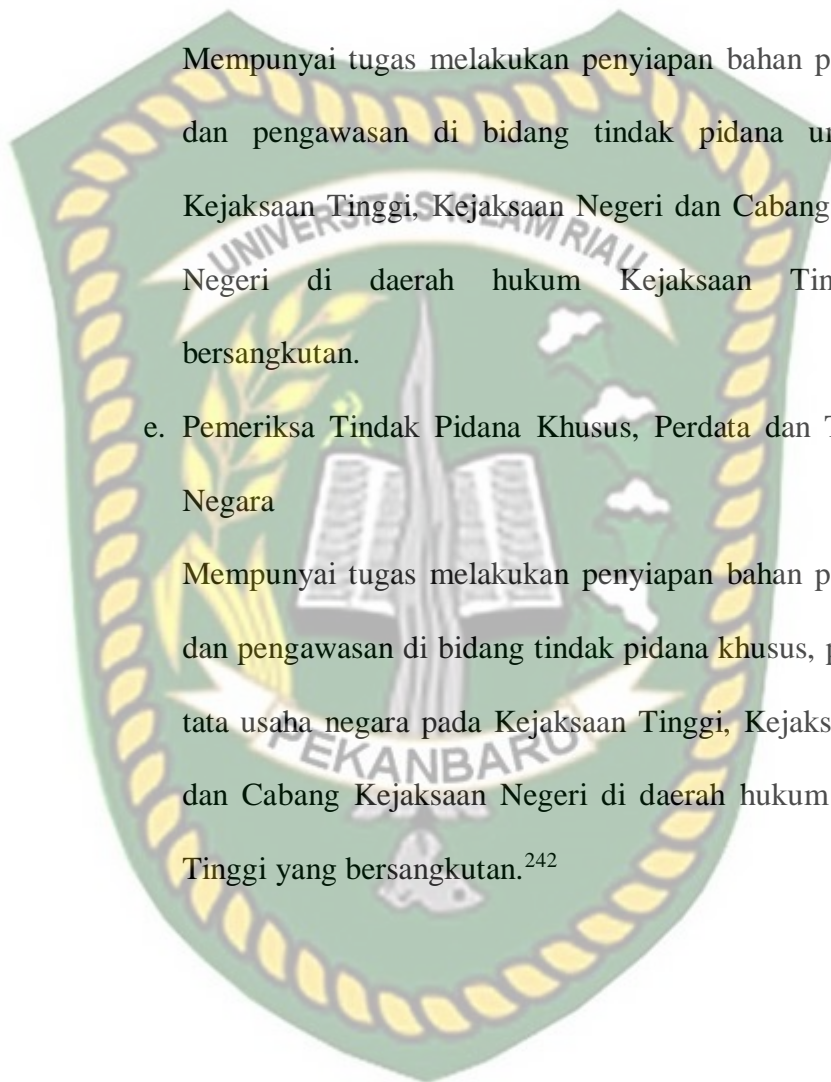 Mempunyai tugas melakukan penyiapan bahan
dan pengawasan di bidang tindak pidana
Kejaksaan Tinggi, Kejaksaan Negeri dan Cabang
UNIVERSITAS ISLAM RIAU
Negeri di daerah hukum Kejaksaan
bersangkutan.
e. Pemeriksa Tindak Pidana Khusus, Perdata dan
Negara
Mempunyai tugas melakukan penyiapan bahan
dan pengawasan di bidang tindak pidana khusus,
tata usaha negara pada Kejaksaan Tinggi,
PEKANBARU
dan Cabang Kejaksaan Negeri di daerah hukum
Tinggi yang bersangkutan.242